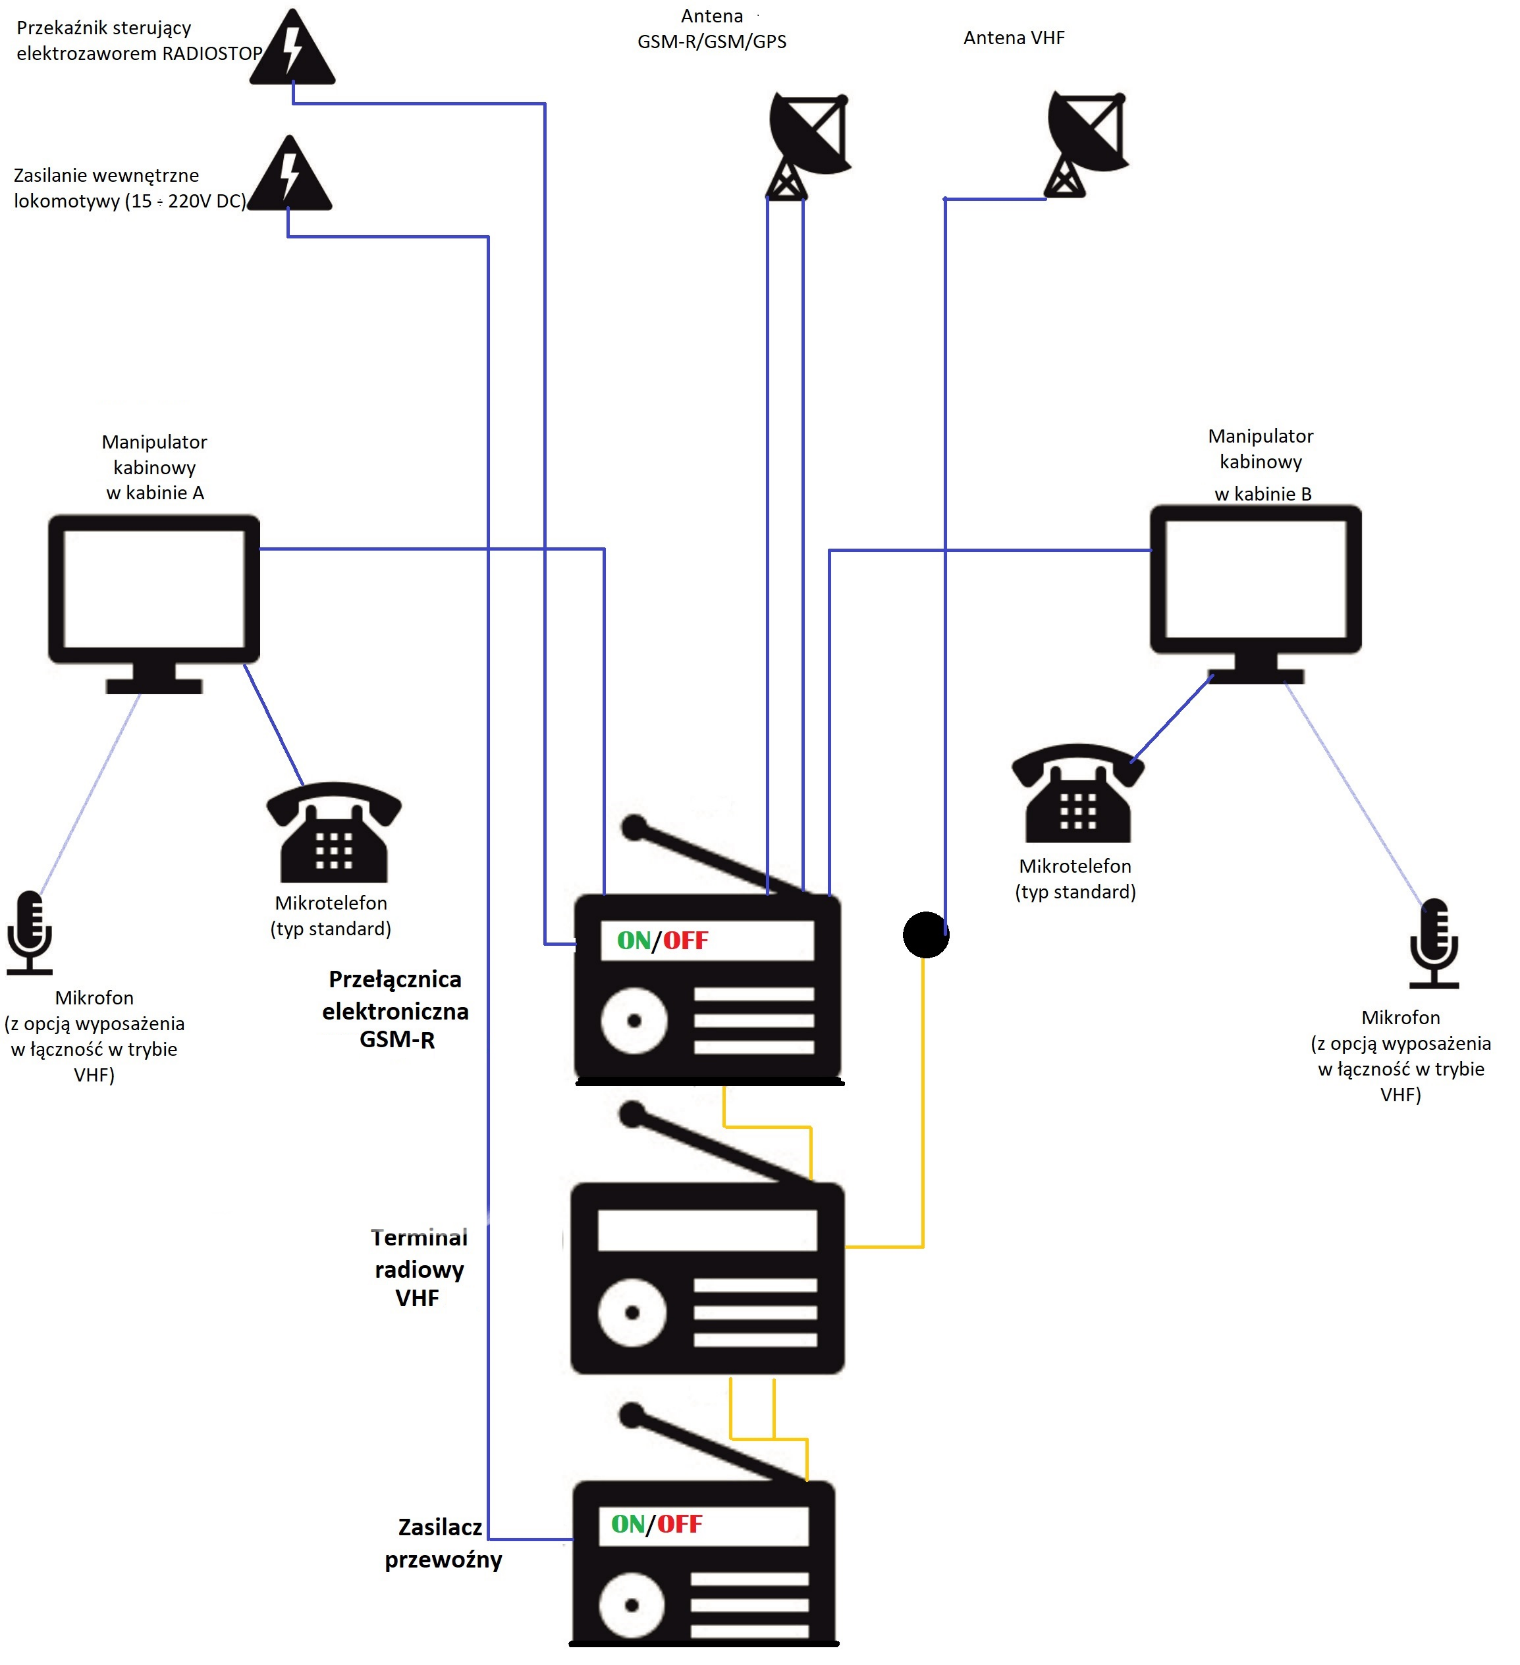 Przekaźnik sterujący
elektrozaworem RADIOSTOP
Antena
GSM-R/GSM/GPS
Antena VHF
Zasilanie wewnętrzne
lokomotywy (15 ÷ 220V DC)
Manipulator
kabinowy
w kabinie A
Manipulator
kabinowy
w kabinie B
Mikrotelefon
(typ standard)
Mikrotelefon
(typ standard)
Mikrofon
(z opcją wyposażenia
w łączność w trybie
VHF)
Przełącznica
elektroniczna
GSM-R
ON/OFF
Mikrofon
(z opcją wyposażenia
w łączność w trybie
VHF)
Terminal
radiowy
VHF
Zasilacz
przewoźny
ON/OFF